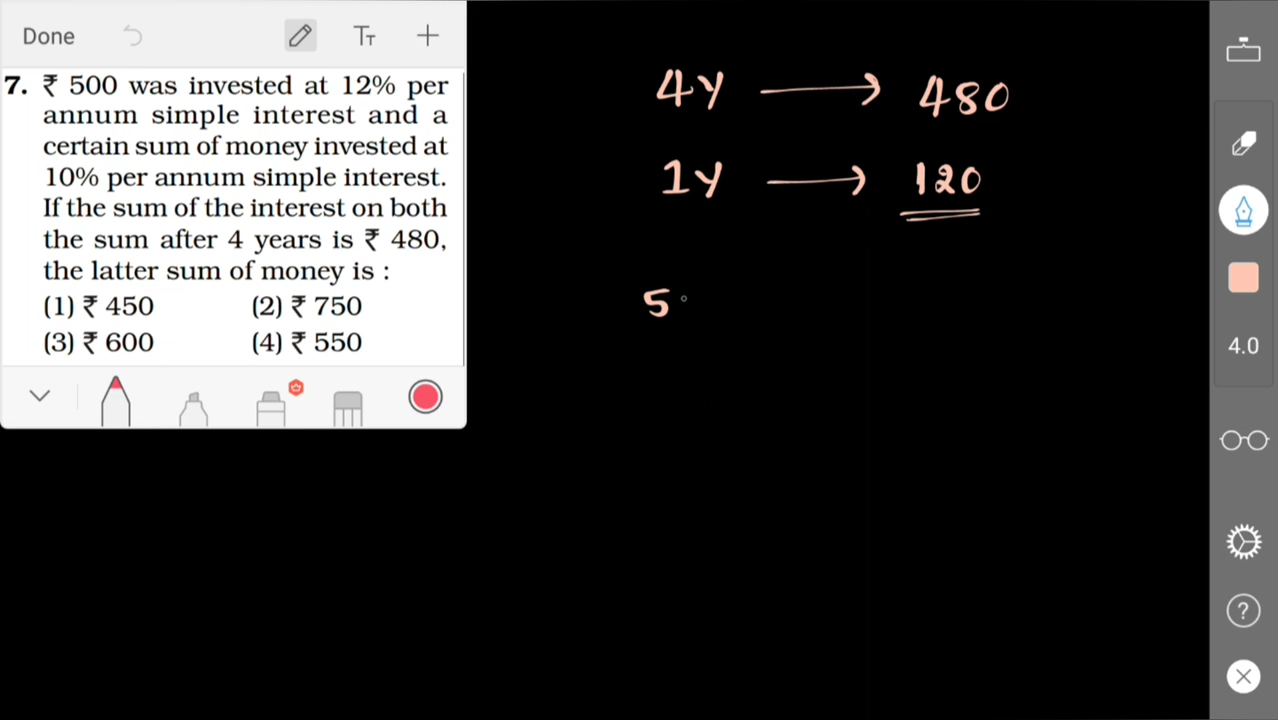 Done
7. ₹ 500 was invested at 12% per
annum simple interest and a
certain sum of money invested at
10% per annum simple interest.
If the sum of the interest on both
the sum after 4 years is ₹ 480,
the latter sum of money is :
(1) ₹ 450 (2) ₹ 750
(3) ₹ 600 (4) ₹ 550
4y → 480
1y → 120
5
4.0